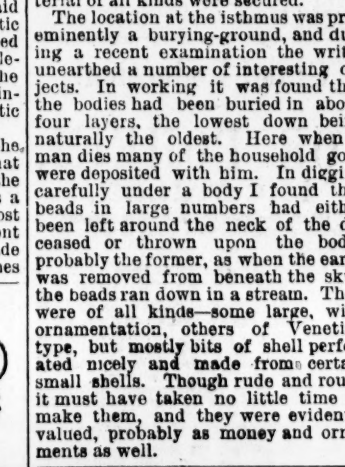 terial of all kinds were secured.
The location at the isthmus was pr
eminently a burying-ground, and du
ing a recent examination the writ
unearthed a number of interesting o
jects. In working it was found th
the bodies had been buried in abo
four layers, the lowest down bei
naturally the oldest. Here when
man dies many of the household go
were deposited with him. In diggi
carefully under a body I found th
beads in large numbers had eith
been left around the neck of the d
ceased or thrown upon the bod
probably the former, as when the ear
was removed from beneath the sk
the beads ran down in a stream. Th
were of all kinds—some large, wi
ornamentation, others of Veneti
type, but mostly bits of shell perf
ated nicely and made from certa
small shells. Though rude and rou
it must have taken no little time
make them, and they were eviden
valued, probably as money and orn
ments as well.